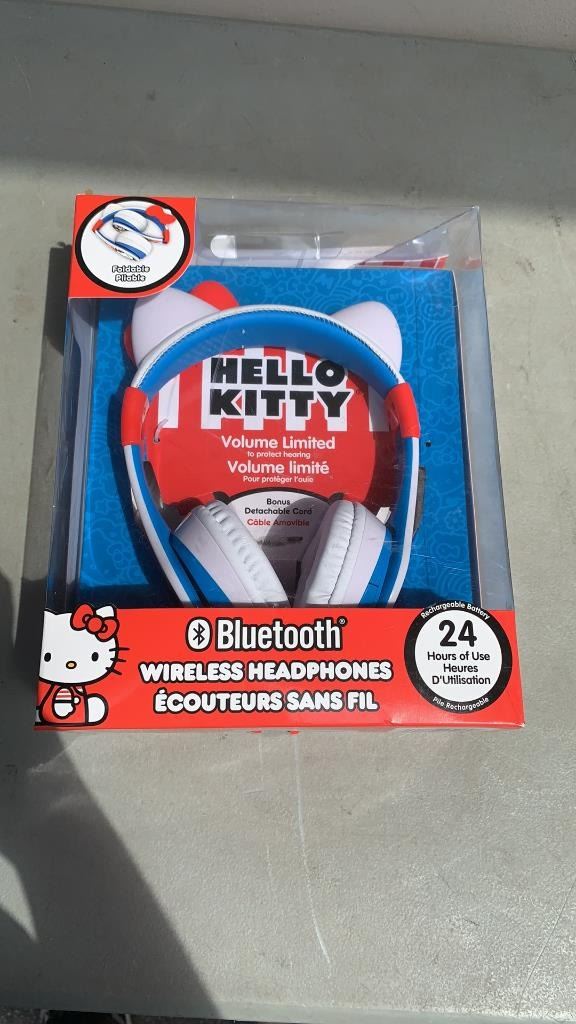 Foldable
Pliable
HELLO
KITTY
Volume Limited
to protect hearing
Volume limité
Pour protéger l'ouïe
Bonus
Detachable Cord
Câble Amovible
Bluetooth®
WIRELESS HEADPHONES
ÉCOUTEURS SANS FIL
Rechargeable Battery
24
Hours of Use
Heures
D'Utilisation
Pile Rechargeable